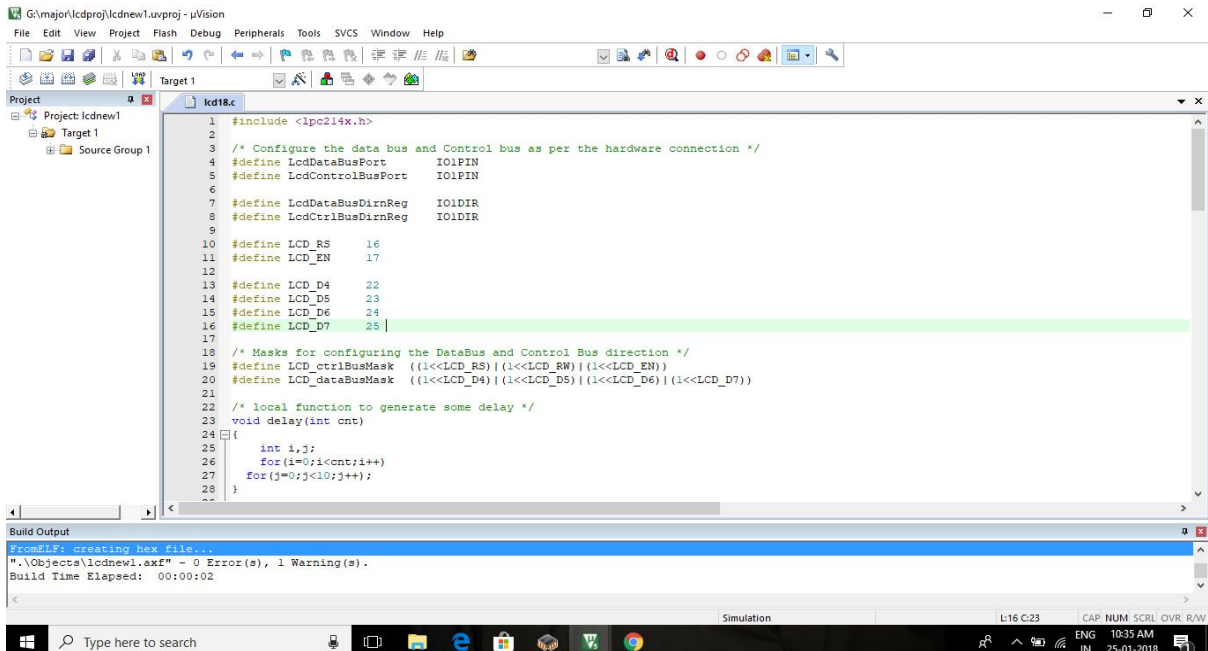 G:\major\lcdproj\lcdnew1.uvproj - µVision
File Edit View Project Flash Debug Peripherals Tools SVCS Window Help
Target 1
Project
lcd18.c
Project: lcdnew1
Target 1
Source Group 1
1 #include <lpc214x.h>
2
3 /* Configure the data bus and Control bus as per the hardware connection */
4 #define LcdDataBusPort IO1PIN
5 #define LcdControlBusPort IO1PIN
6
7 #define LcdDataBusDirnReg IO1DIR
8 #define LcdCtrlBusDirnReg IO1DIR
9
10 #define LCD_RS 16
11 #define LCD_EN 17
12
13 #define LCD_D4 22
14 #define LCD_D5 23
15 #define LCD_D6 24
16 #define LCD_D7 25
17
18 /* Masks for configuring the DataBus and Control Bus direction */
19 #define LCD_ctrlBusMask ((1<<LCD_RS)|(1<<LCD_RW)|(1<<LCD_EN))
20 #define LCD_dataBusMask ((1<<LCD_D4)|(1<<LCD_D5)|(1<<LCD_D6)|(1<<LCD_D7))
21
22 /* local function to generate some delay */
23 void delay(int cnt)
24 {
25 int i,j;
26 for(i=0;i<cnt;i++)
27 for(j=0;j<10;j++);
28 }
Build Output
FromELF: creating hex file...
".\Objects\lcdnew1.axf" - 0 Error(s), 1 Warning(s).
Build Time Elapsed: 00:00:02
Simulation L:16 C:23 CAP NUM SCRL OVR R/W
Type here to search
ENG 10:35 AM
IN 25-01-2018